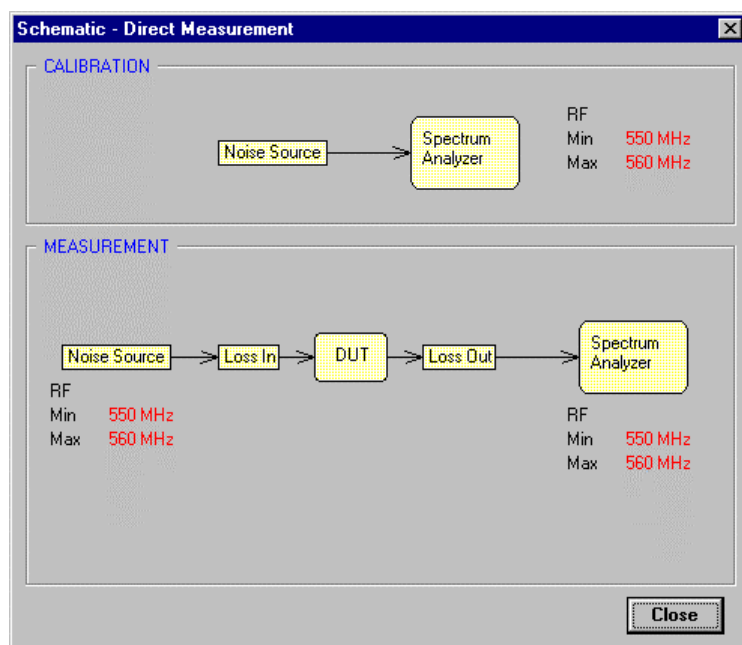 Schematic - Direct Measurement
CALIBRATION
Noise Source
Spectrum
Analyzer
RF
Min 550 MHz
Max 560 MHz
MEASUREMENT
Noise Source
Loss In
DUT
Loss Out
Spectrum
Analyzer
RF
Min 550 MHz
Max 560 MHz
RF
Min 550 MHz
Max 560 MHz
Close